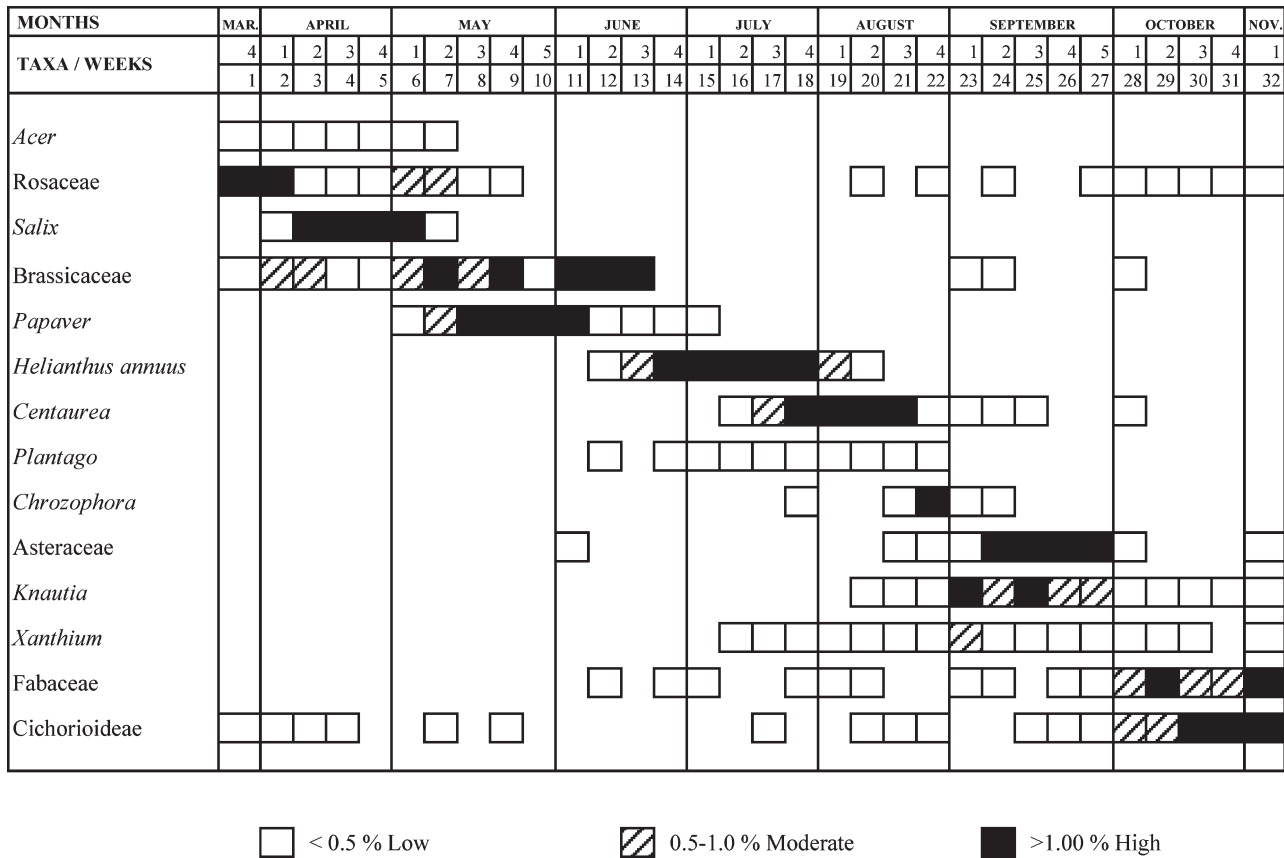 MONTHS MAR. APRIL MAY JUNE JULY AUGUST SEPTEMBER OCTOBER NOV.
TAXA / WEEKS
4 1 2 3 4 1 2 3 4 5 1 2 3 4 1 2 3 4 1 2 3 4 1 2 3 4 5 1 2 3 4 1
1 2 3 4 5 6 7 8 9 10 11 12 13 14 15 16 17 18 19 20 21 22 23 24 25 26 27 28 29 30 31 32
Acer
Rosaceae
Salix
Brassicaceae
Papaver
Helianthus annuus
Centaurea
Plantago
Chrozophora
Asteraceae
Knautia
Xanthium
Fabaceae
Cichorioideae
< 0.5 % Low 0.5-1.0 % Moderate >1.00 % High